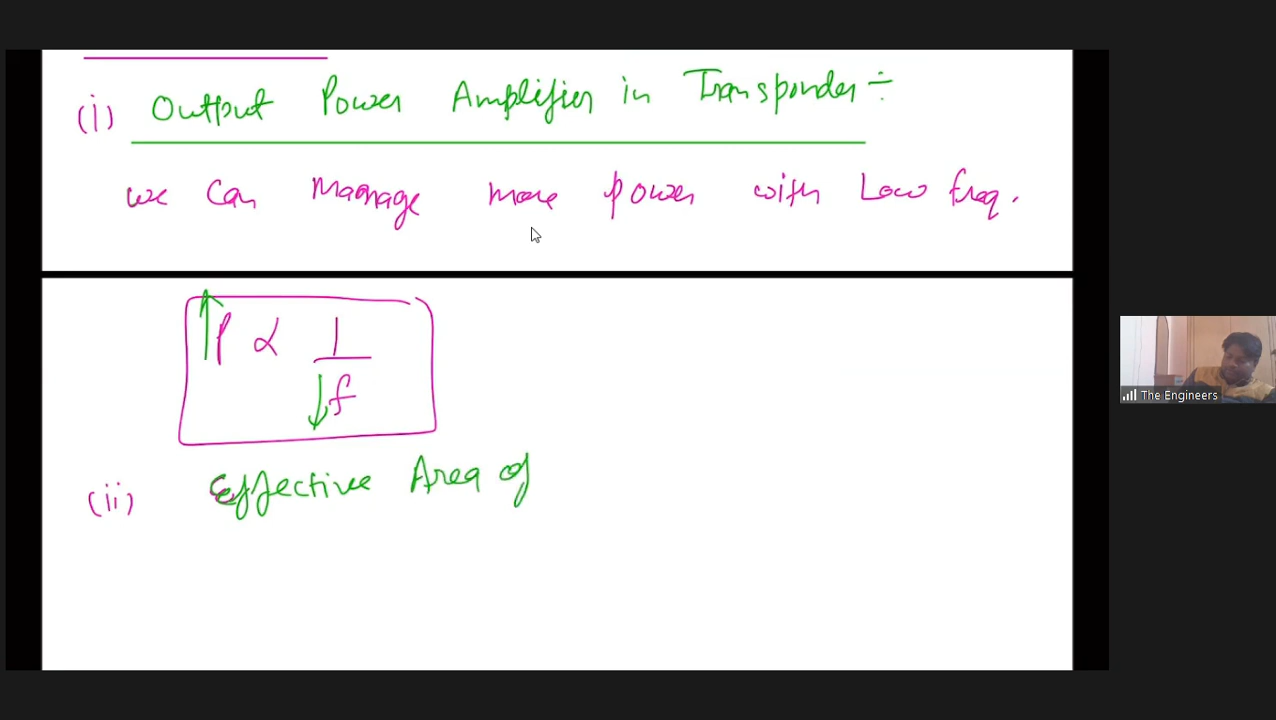 (i) Output Power Amplifier in Transponder ÷
we can Manage more power with Low freq.
P ∝ 1/f
The Engineers
(ii) Effective Area of